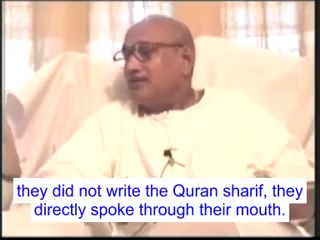 they did not write the Quran sharif, they
directly spoke through their mouth.